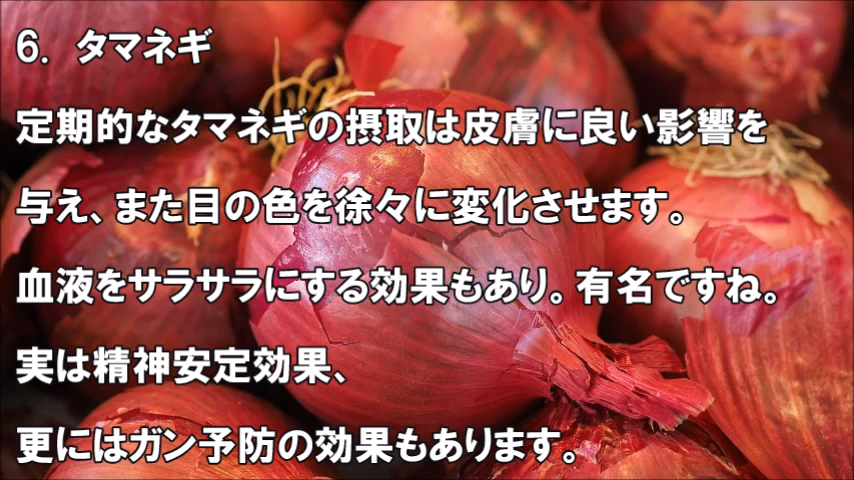 6. タマネギ
定期的なタマネギの摂取は皮膚に良い影響を
与え、また目の色を徐々に変化させます。
血液をサラサラにする効果もあり。有名ですね。
実は精神安定効果、
更にはガン予防の効果もあります。